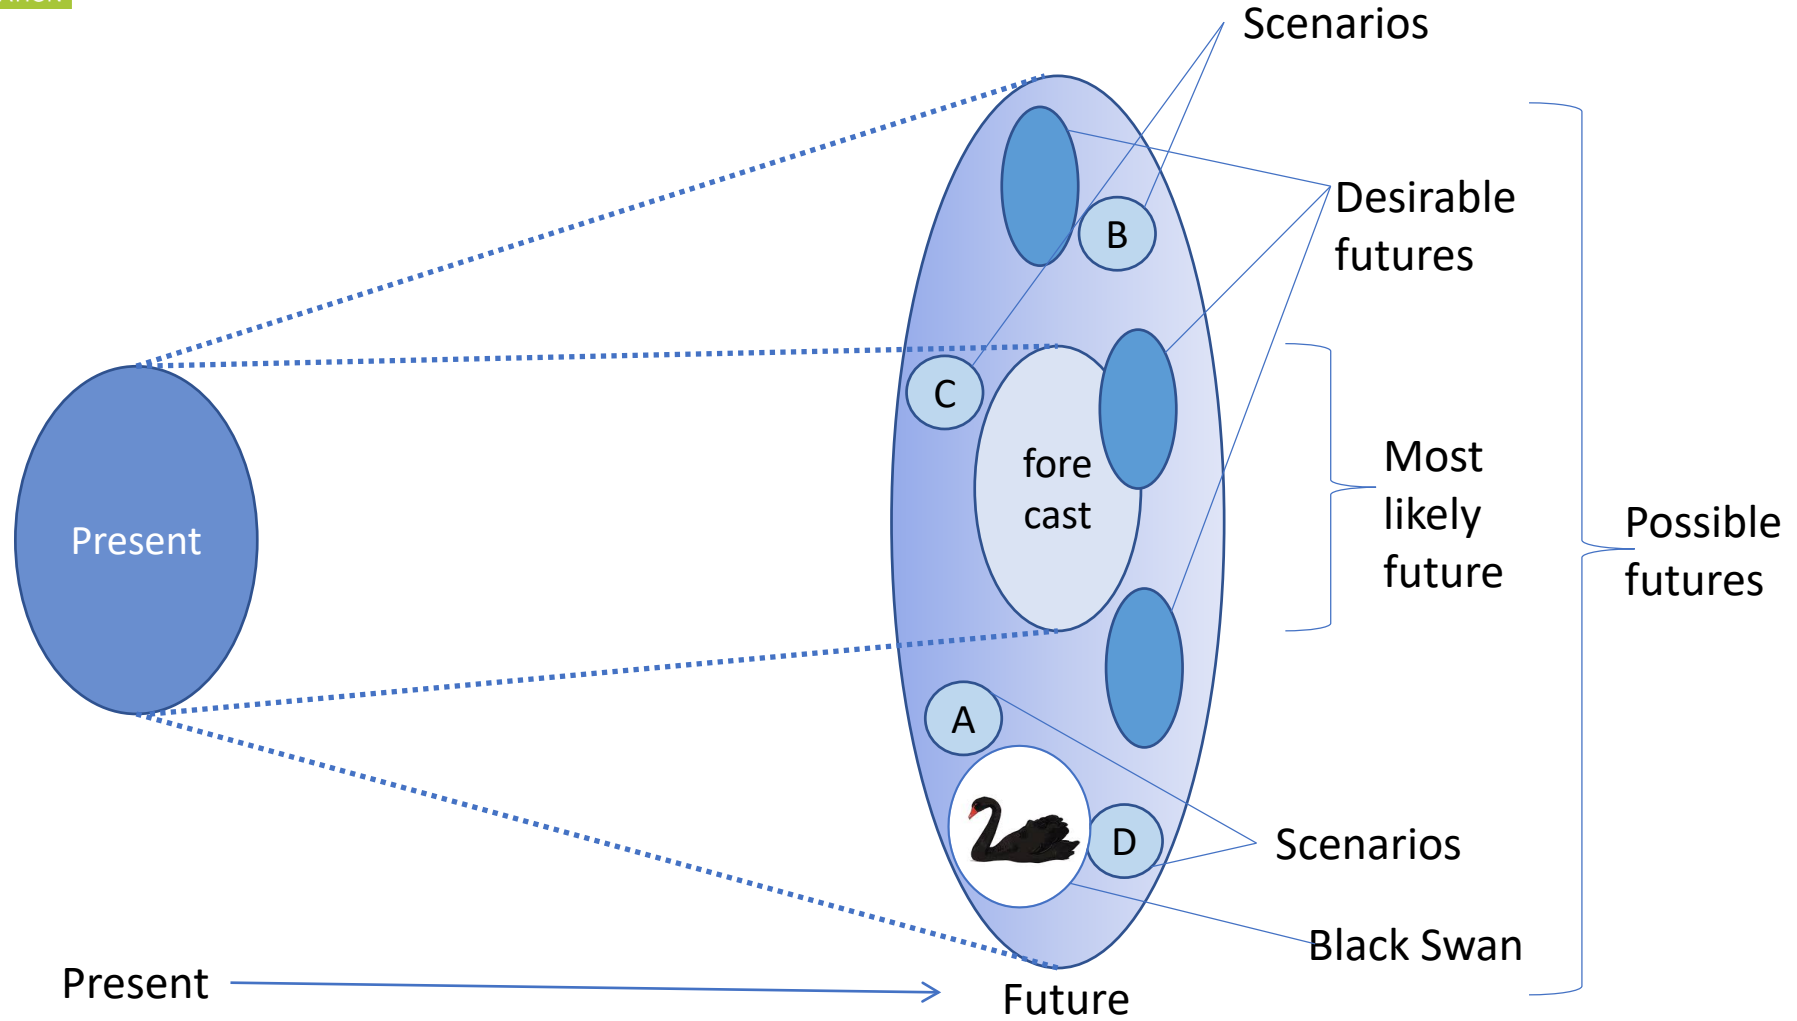 Scenarios
Desirable
futures
B
C
fore
cast
Most
likely
future
Possible
futures
Present
A
D
Scenarios
Black Swan
Present
Future